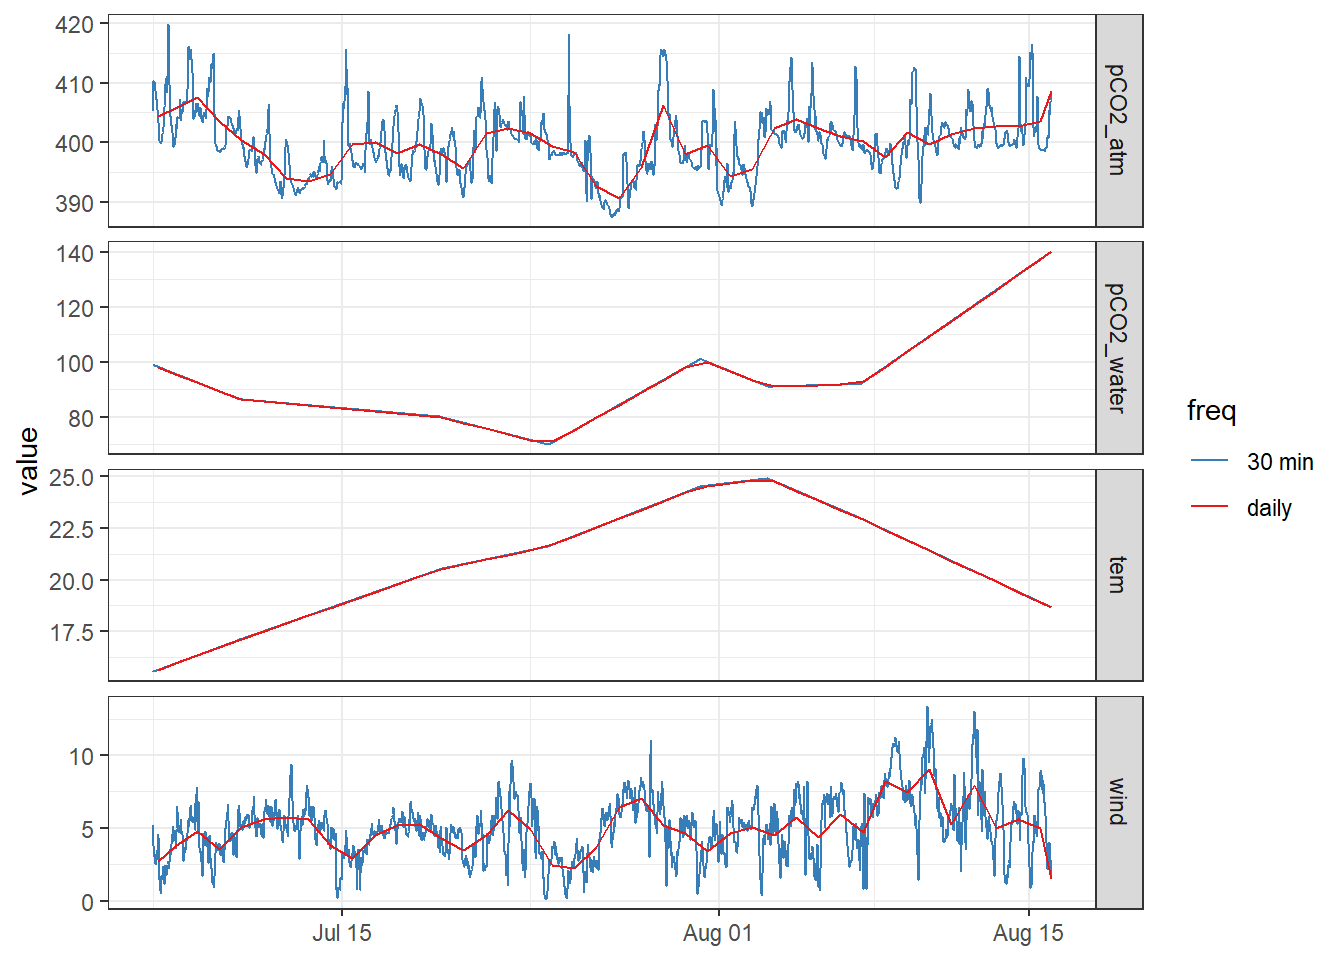 value
420
410
400
390
pCO2_atm
140
120
100
80
pCO2_water
25.0
22.5
20.0
17.5
tem
10
5
0
wind
Jul 15
Aug 01
Aug 15
freq
30 min
daily